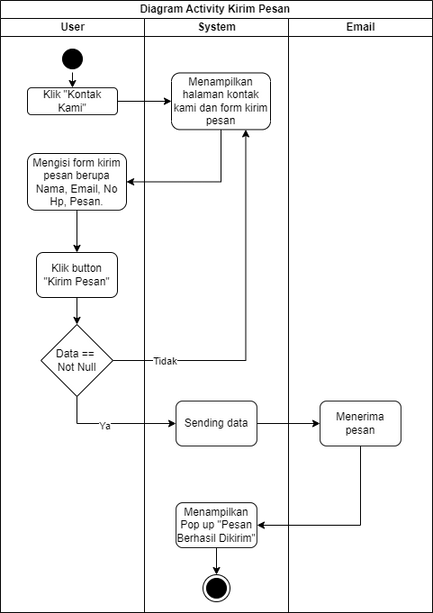 Diagram Activity Kirim Pesan
User
System
Email
Klik "Kontak
Kami"
Menampilkan
halaman kontak
kami dan form kirim
pesan
Mengisi form kirim
pesan berupa
Nama, Email, No
Hp, Pesan.
Klik button
"Kirim Pesan"
Data ==
Not Null
Tidak
Ya
Sending data
Menerima
pesan
Menampilkan
Pop up "Pesan
Berhasil Dikirim"